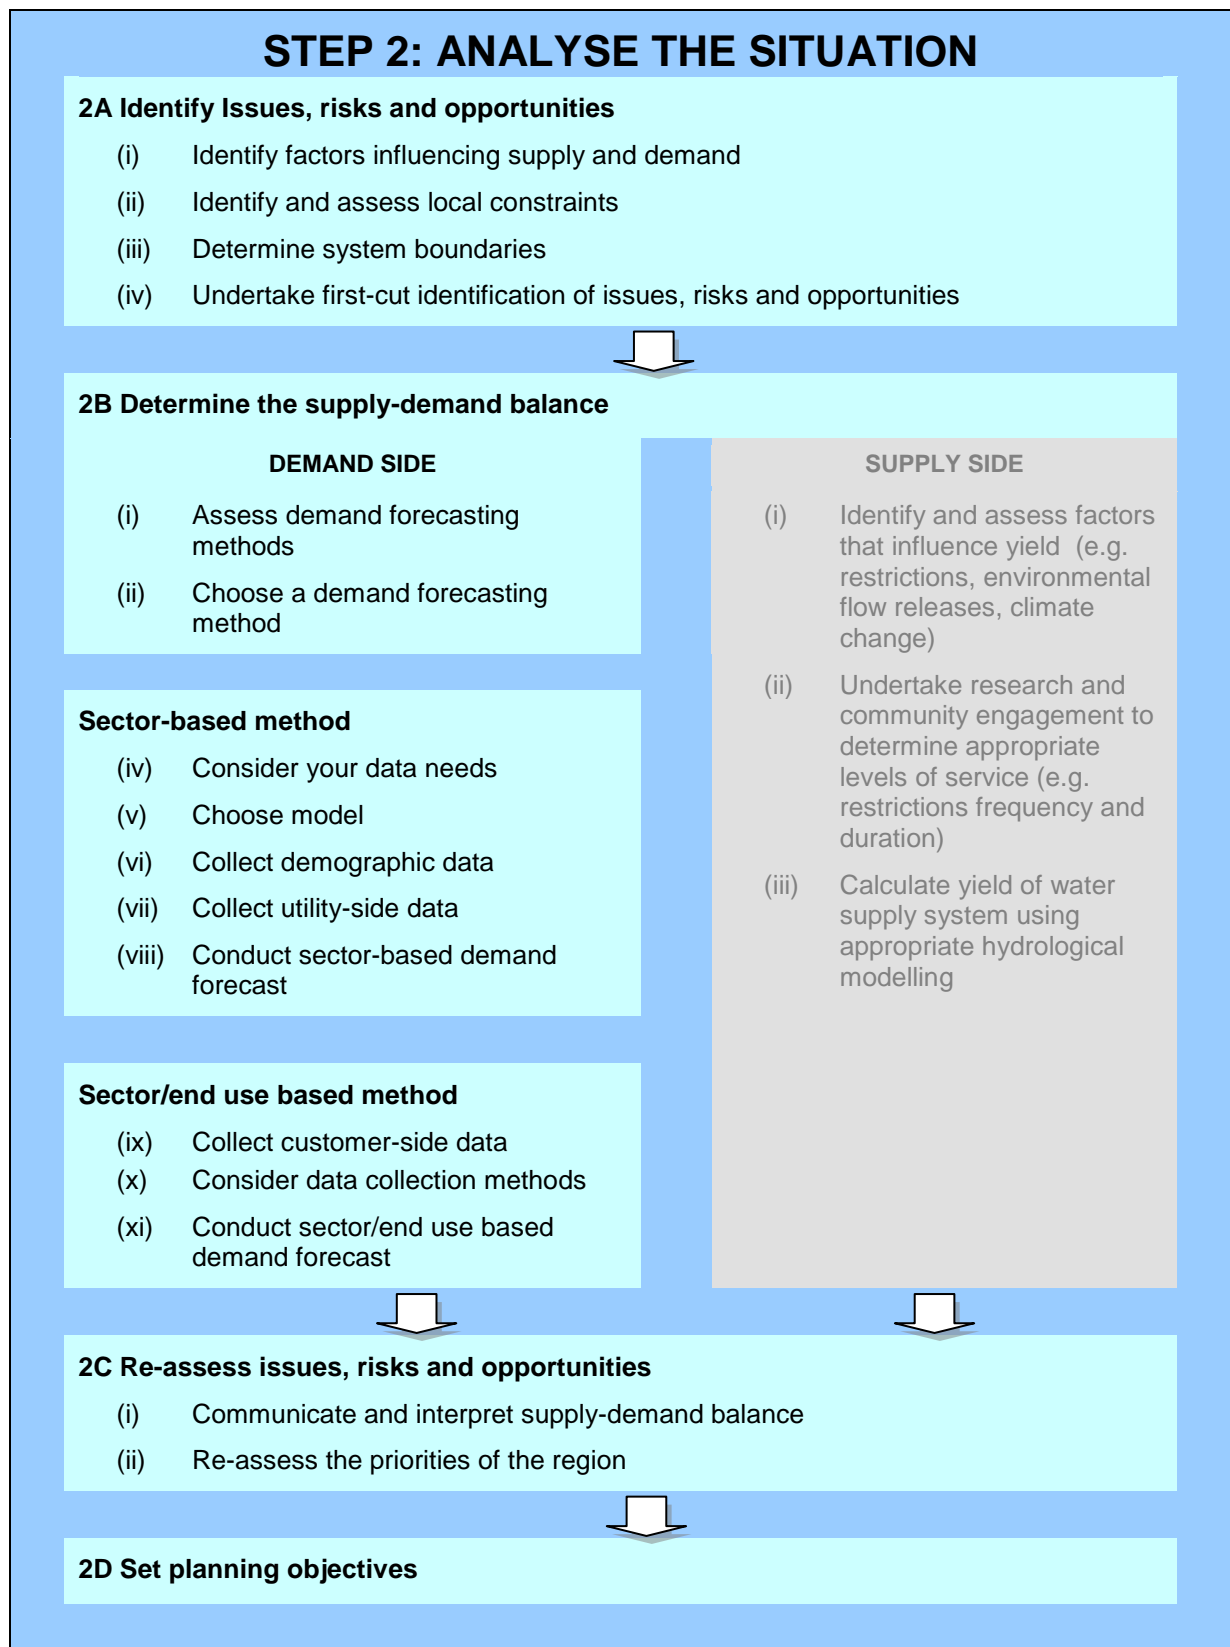 STEP 2: ANALYSE THE SITUATION
2A Identify Issues, risks and opportunities
(i) Identify factors influencing supply and demand
(ii) Identify and assess local constraints
(iii) Determine system boundaries
(iv) Undertake first-cut identification of issues, risks and opportunities
2B Determine the supply-demand balance
DEMAND SIDE
(i) Assess demand forecasting
methods
(ii) Choose a demand forecasting
method
Sector-based method
(iv) Consider your data needs
(v) Choose model
(vi) Collect demographic data
(vii) Collect utility-side data
(viii) Conduct sector-based demand
forecast
Sector/end use based method
(ix) Collect customer-side data
(x) Consider data collection methods
(xi) Conduct sector/end use based
demand forecast
SUPPLY SIDE
(i) Identify and assess factors
that influence yield (e.g.
restrictions, environmental
flow releases, climate
change)
(ii) Undertake research and
community engagement to
determine appropriate
levels of service (e.g.
restrictions frequency and
duration)
(iii) Calculate yield of water
supply system using
appropriate hydrological
modelling
2C Re-assess issues, risks and opportunities
(i) Communicate and interpret supply-demand balance
(ii) Re-assess the priorities of the region
2D Set planning objectives